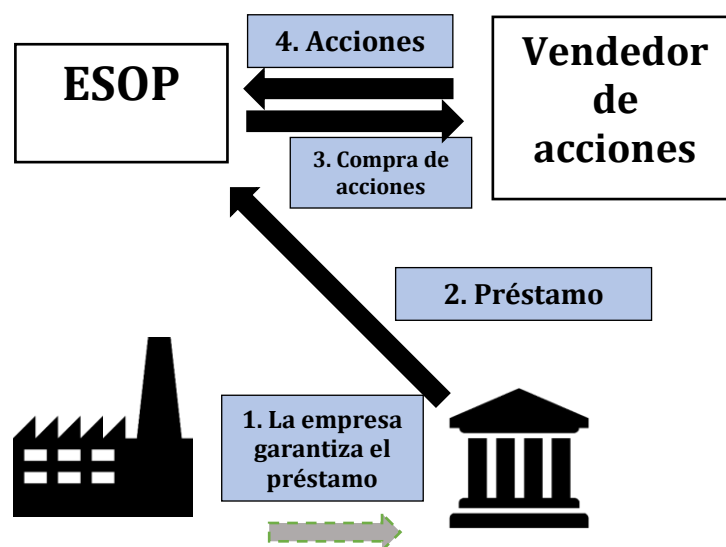 4. Acciones
ESOP
Vendedor
de
acciones
3. Compra de
acciones
2. Préstamo
1. La empresa
garantiza el
préstamo